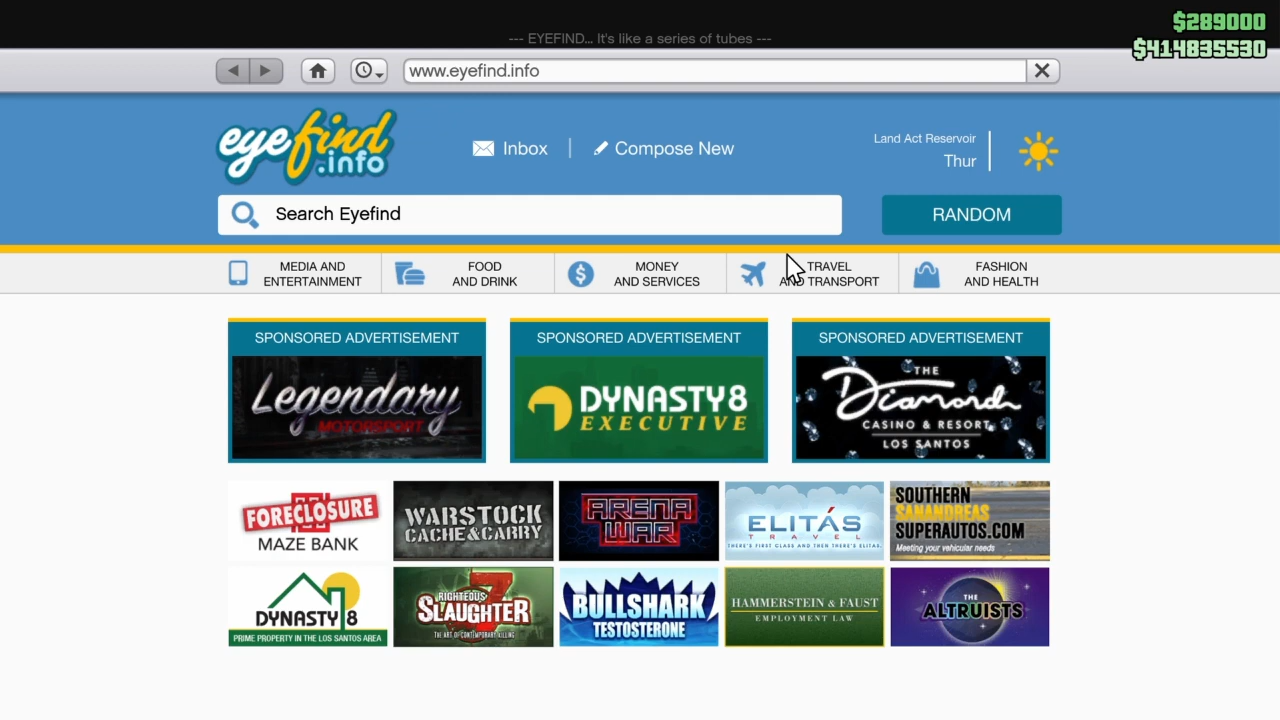 $289000
--- EYEFIND... It's like a series of tubes ---
$414835530
www.eyefind.info
eyefind
.info
Inbox
Compose New
Land Act Reservoir
Thur
Search Eyefind
RANDOM
MEDIA AND
ENTERTAINMENT
FOOD
AND DRINK
MONEY
AND SERVICES
TRAVEL
AND TRANSPORT
FASHION
AND HEALTH
SPONSORED ADVERTISEMENT
Legendary
MOTORSPORT
SPONSORED ADVERTISEMENT
DYNASTY 8
EXECUTIVE
SPONSORED ADVERTISEMENT
THE
Diamond
CASINO & RESORT
LOS SANTOS
FORECLOSURE
MAZE BANK
WARSTOCK
CACHE & CARRY
ARENA
WAR
ELITÁS
TRAVEL
THERE'S FIRST CLASS AND THEN THERE'S ELITAS.
SOUTHERN
SANANDREAS
SUPERAUTOS.COM
Meeting your vehicular needs
DYNASTY 8
PRIME PROPERTY IN THE LOS SANTOS AREA
RIGHTEOUS
SLAUGHTER
7
THE ART OF CONTEMPORARY KILLING
BULLSHARK
TESTOSTERONE
HAMMERSTEIN & FAUST
EMPLOYMENT LAW
THE
ALTRUISTS